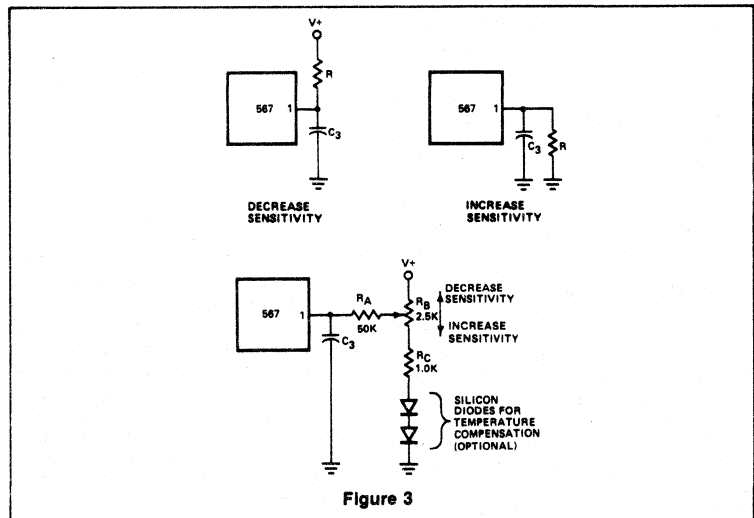 V+
R
567 1
C3
DECREASE
SENSITIVITY
567 1
C3
R
INCREASE
SENSITIVITY
V+
567 1
RA
50K
C3
RB
2.5K
DECREASE
SENSITIVITY
INCREASE
SENSITIVITY
RC
1.0K
SILICON
DIODES FOR
TEMPERATURE
COMPENSATION
(OPTIONAL)
Figure 3